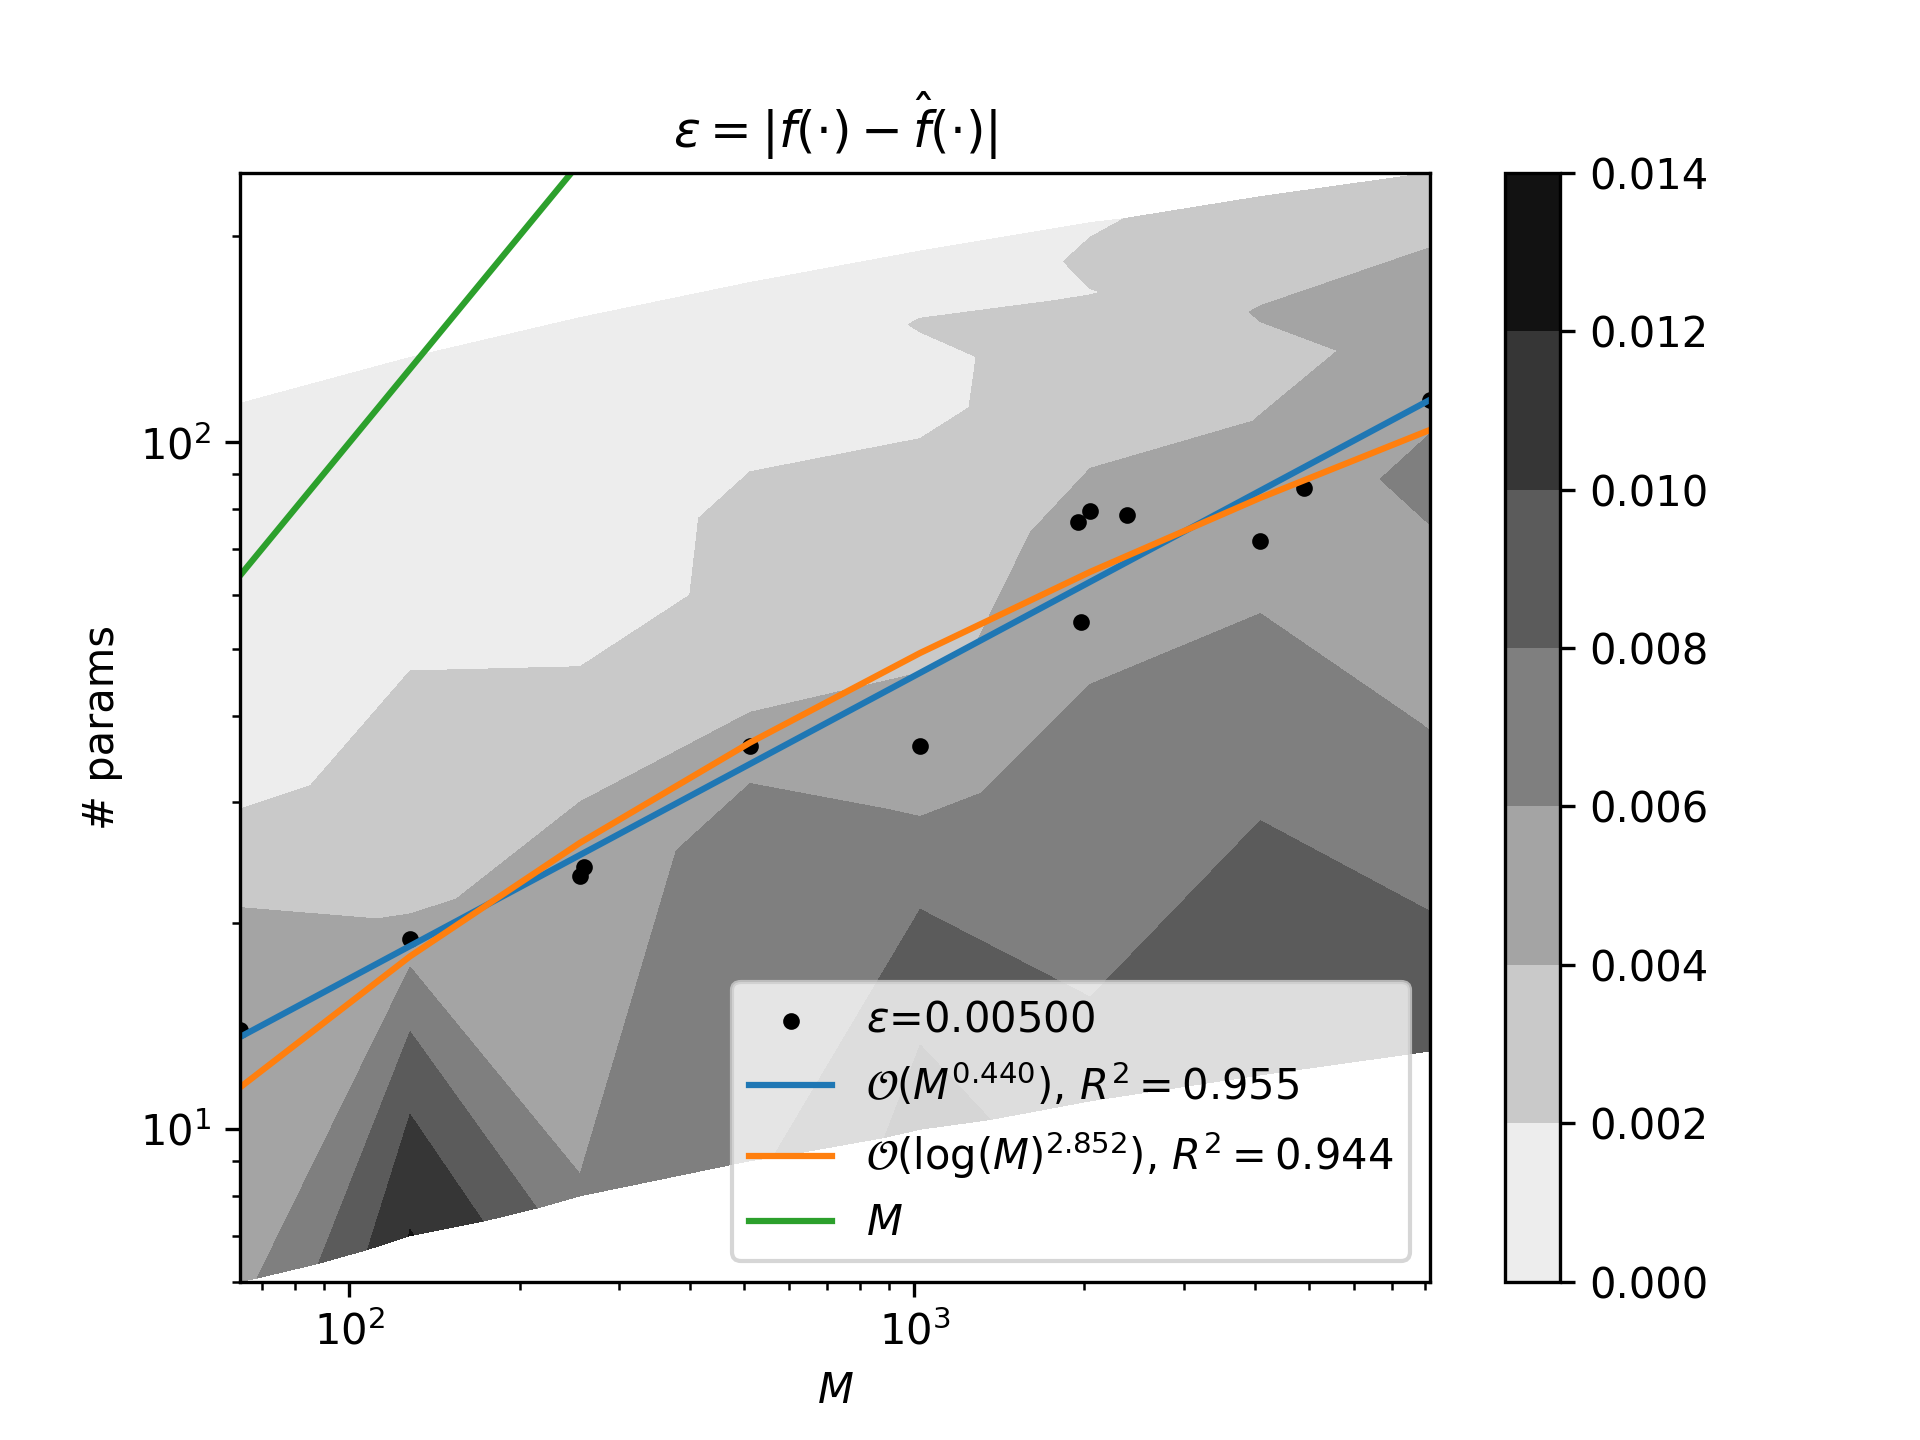 ε = |f(·) − f̂(·)|
# params
10²
10¹
10²
10³
M
ε=0.00500
𝒪(M^0.440), R² = 0.955
𝒪(log(M)^2.852), R² = 0.944
M
0.014
0.012
0.010
0.008
0.006
0.004
0.002
0.000